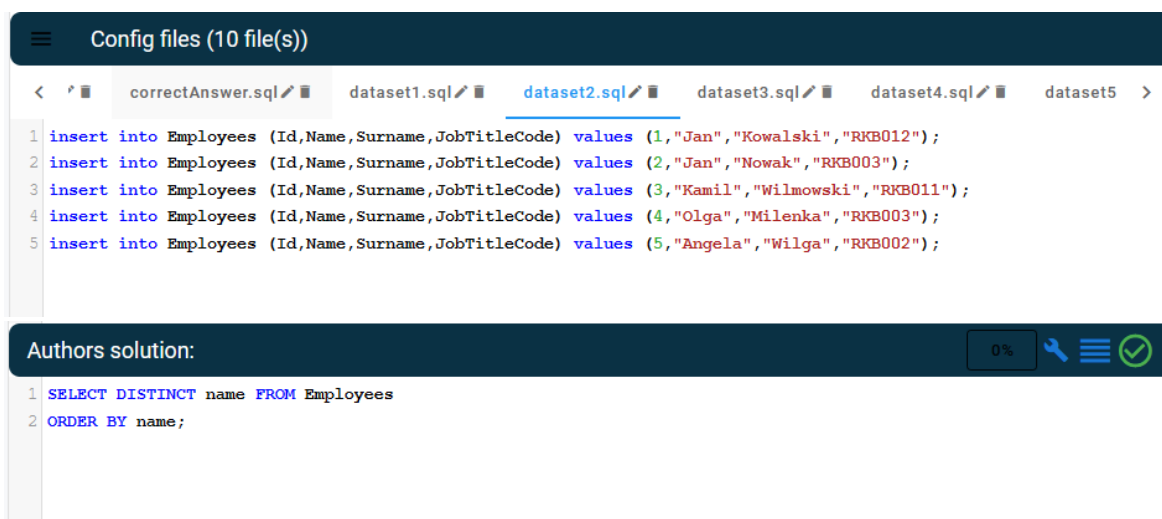 Config files (10 file(s))
correctAnswer.sql dataset1.sql dataset2.sql dataset3.sql dataset4.sql dataset5
1 insert into Employees (Id,Name,Surname,JobTitleCode) values (1,"Jan","Kowalski","RKB012");
2 insert into Employees (Id,Name,Surname,JobTitleCode) values (2,"Jan","Nowak","RKB003");
3 insert into Employees (Id,Name,Surname,JobTitleCode) values (3,"Kamil","Wilmowski","RKB011");
4 insert into Employees (Id,Name,Surname,JobTitleCode) values (4,"Olga","Milenka","RKB003");
5 insert into Employees (Id,Name,Surname,JobTitleCode) values (5,"Angela","Wilga","RKB002");
Authors solution:
0%
1 SELECT DISTINCT name FROM Employees
2 ORDER BY name;